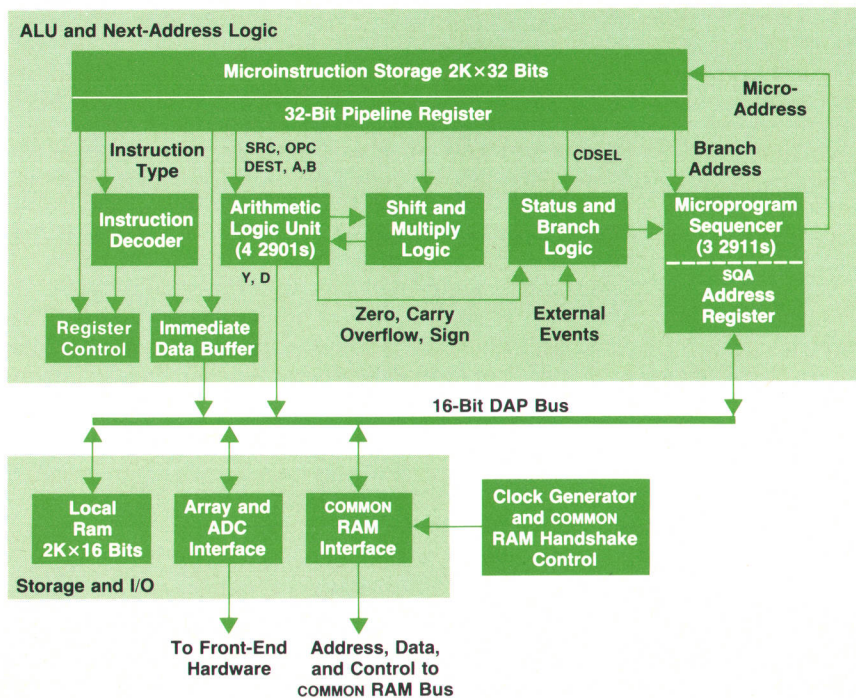 ALU and Next-Address Logic
Microinstruction Storage 2K×32 Bits
32-Bit Pipeline Register
Micro-
Address
Instruction
Type
SRC, OPC
DEST, A,B
CDSEL
Branch
Address
Instruction
Decoder
Arithmetic
Logic Unit
(4 2901s)
Shift and
Multiply
Logic
Status and
Branch
Logic
Microprogram
Sequencer
(3 2911s)
SQA
Address
Register
Y, D
Register
Control
Immediate
Data Buffer
Zero, Carry
Overflow, Sign
External
Events
16-Bit DAP Bus
Local
Ram
2K×16 Bits
Array and
ADC
Interface
COMMON
RAM
Interface
Clock Generator
and COMMON
RAM Handshake
Control
Storage and I/O
To Front-End
Hardware
Address, Data,
and Control to
COMMON RAM Bus